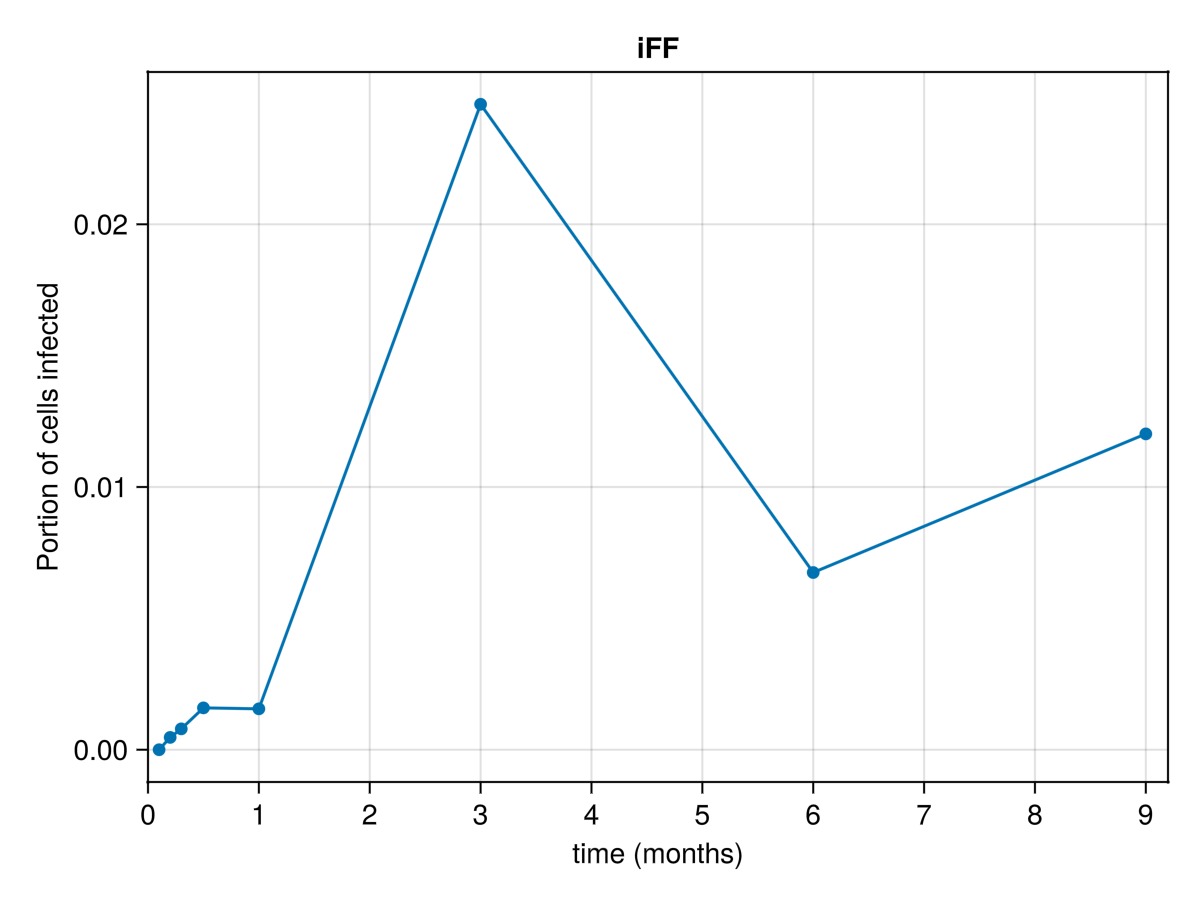 iFF
Portion of cells infected
0.02
0.01
0.00
0 1 2 3 4 5 6 7 8 9
time (months)